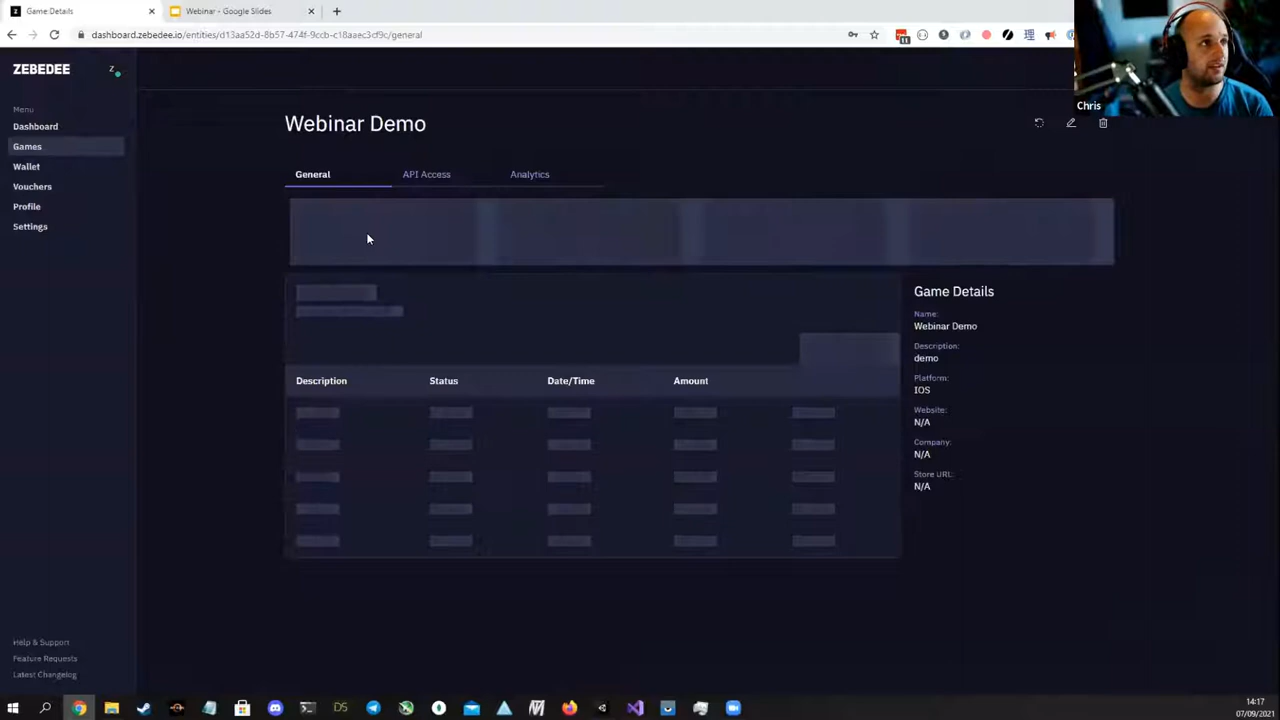 Game Details
Webinar - Google Slides
dashboard.zebedee.io/entities/d13aa52d-8b57-474f-9ccb-c18aaec3cf9c/general
11
理
Chris
ZEBEDEE
Z
Menu
Dashboard
Games
Wallet
Vouchers
Profile
Settings
Webinar Demo
General
API Access
Analytics
Description
Status
Date/Time
Amount
Game Details
Name:
Webinar Demo
Description:
demo
Platform:
IOS
Website:
N/A
Company:
N/A
Store URL:
N/A
Help & Support
Feature Requests
Latest Changelog
DS
14:17
07/09/2021